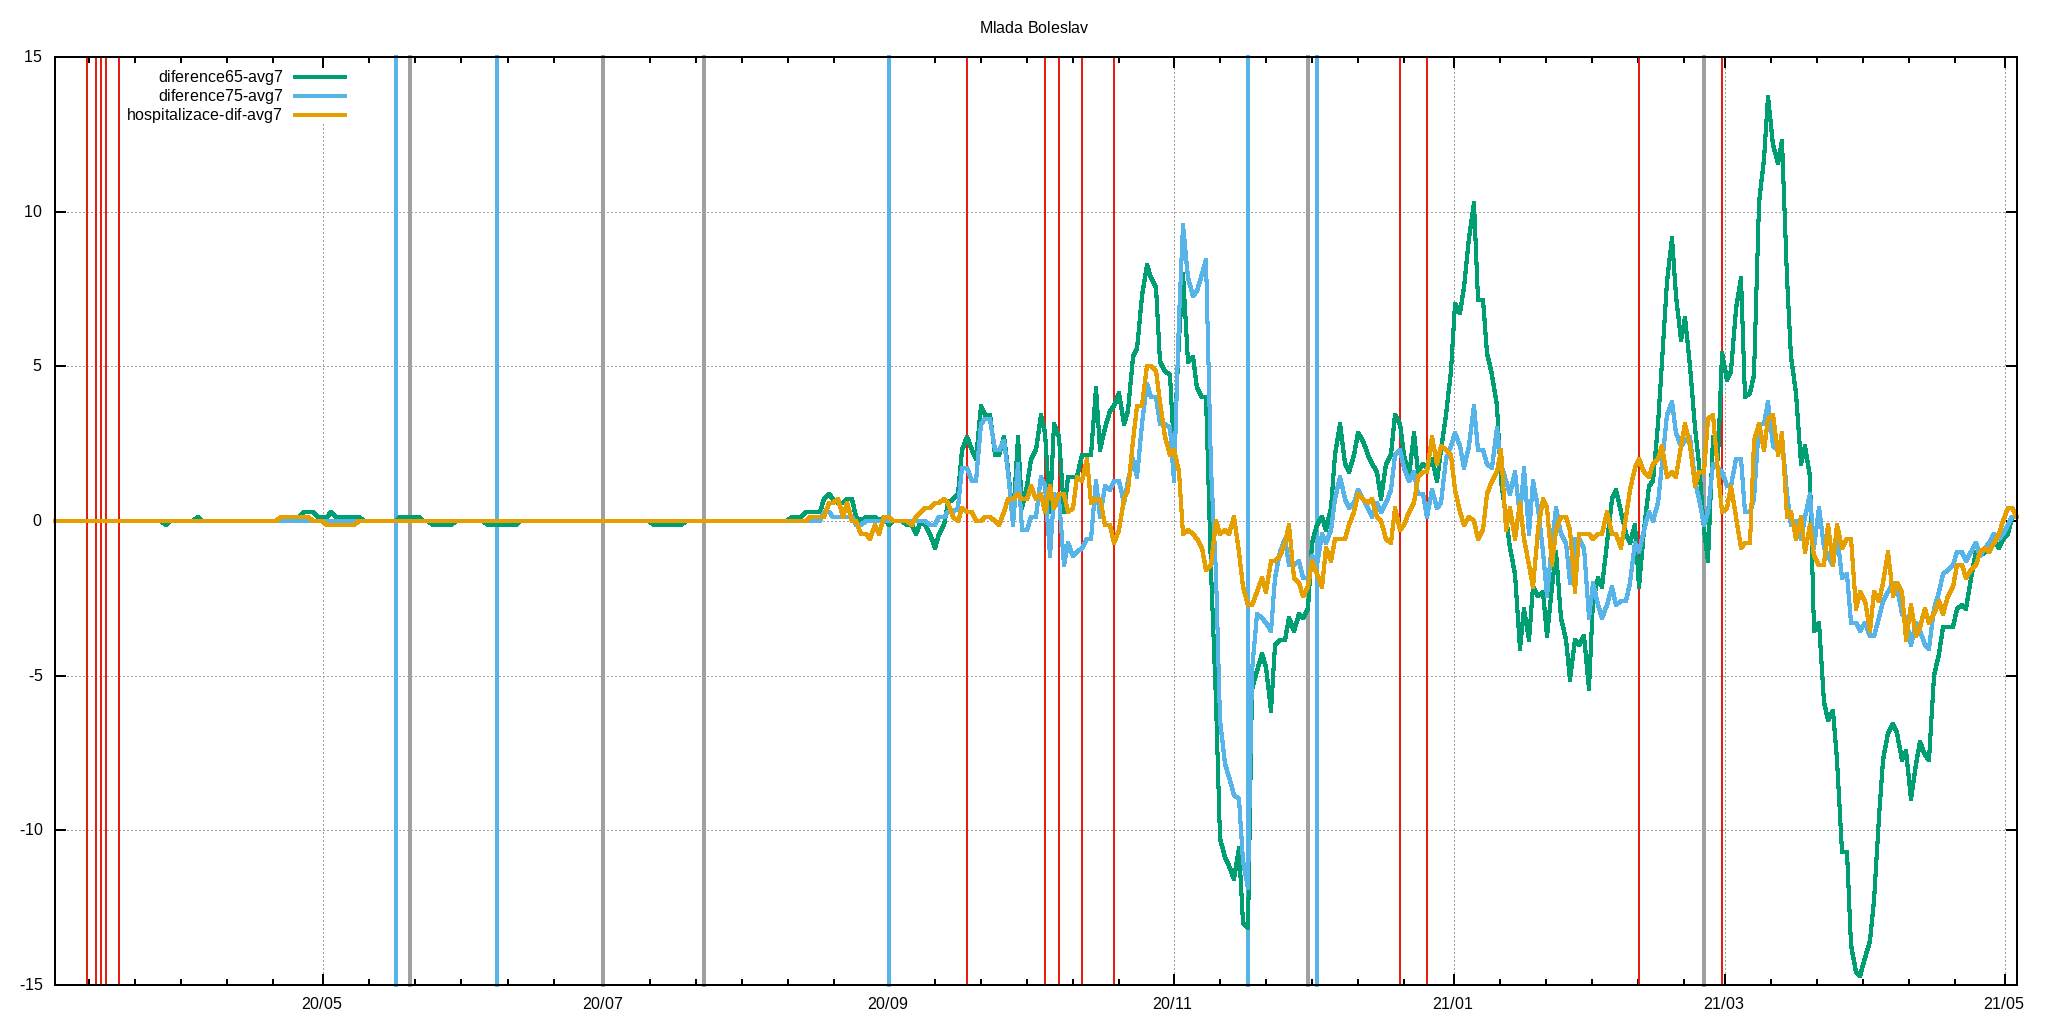 Mlada Boleslav
15
diference65-avg7
diference75-avg7
hospitalizace-dif-avg7
10
5
0
-5
-10
-15
20/05 20/07 20/09 20/11 21/01 21/03 21/05